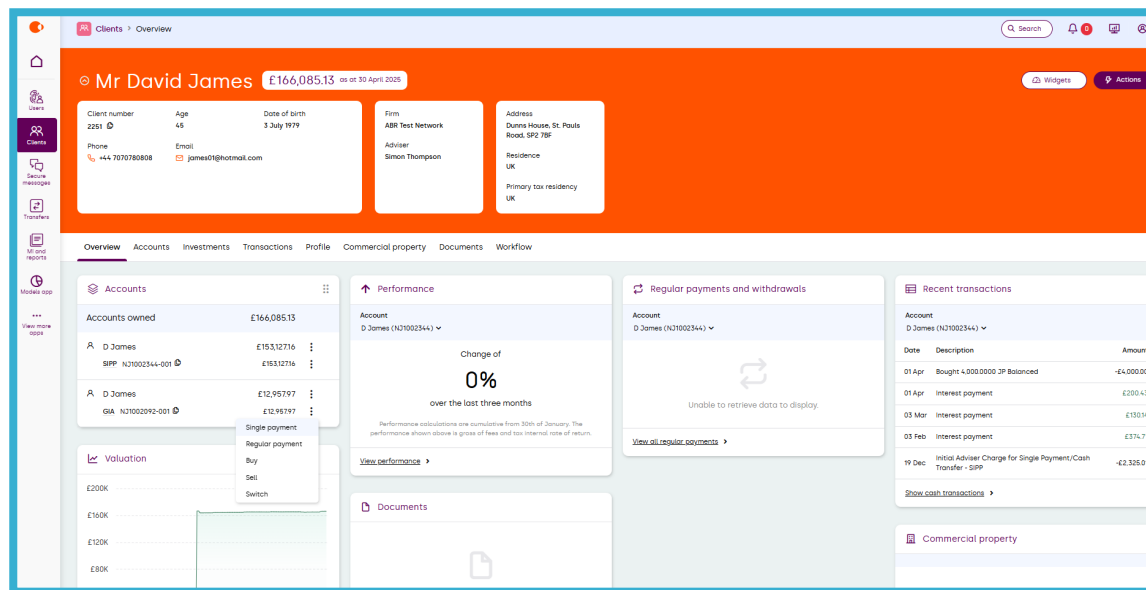 Clients > Overview
Search
0
Mr David James
£166,085.13 as at 30 April 2025
Widgets
Actions
Client number
2251
Age
45
Date of birth
3 July 1979
Phone
+44 7070780808
Email
james01@hotmail.com
Firm
ABR Test Network
Adviser
Simon Thompson
Address
Dunns House, St. Pauls
Road, SP2 7BF
Residence
UK
Primary tax residency
UK
Users
Clients
Secure
messages
Transfers
MI and
reports
Models app
View more
apps
Overview
Accounts
Investments
Transactions
Profile
Commercial property
Documents
Workflow
Accounts
Accounts owned £166,085.13
D James £153,127.16
SIPP NJ1002344-001 £153,127.16
D James £12,957.97
GIA NJ1002092-001 £12,957.97
Single payment
Regular payment
Buy
Sell
Switch
Valuation
£200K
£160K
£120K
£80K
Performance
Account
D James (NJ1002344)
Change of
0%
over the last three months
Performance calculations are cumulative from 30th of January. The
performance shown above is gross of fees and tax internal rate of return.
View performance >
Documents
Regular payments and withdrawals
Account
D James (NJ1002344)
Unable to retrieve data to display.
View all regular payments >
Recent transactions
Account
D James (NJ1002344)
Date Description Amount
01 Apr Bought 4,000.0000 JP Balanced -£4,000.00
01 Apr Interest payment
03 Mar Interest payment
03 Feb Interest payment
19 Dec Initial Adviser Charge for Single Payment/Cash
Transfer - SIPP
Show cash transactions >
Commercial property